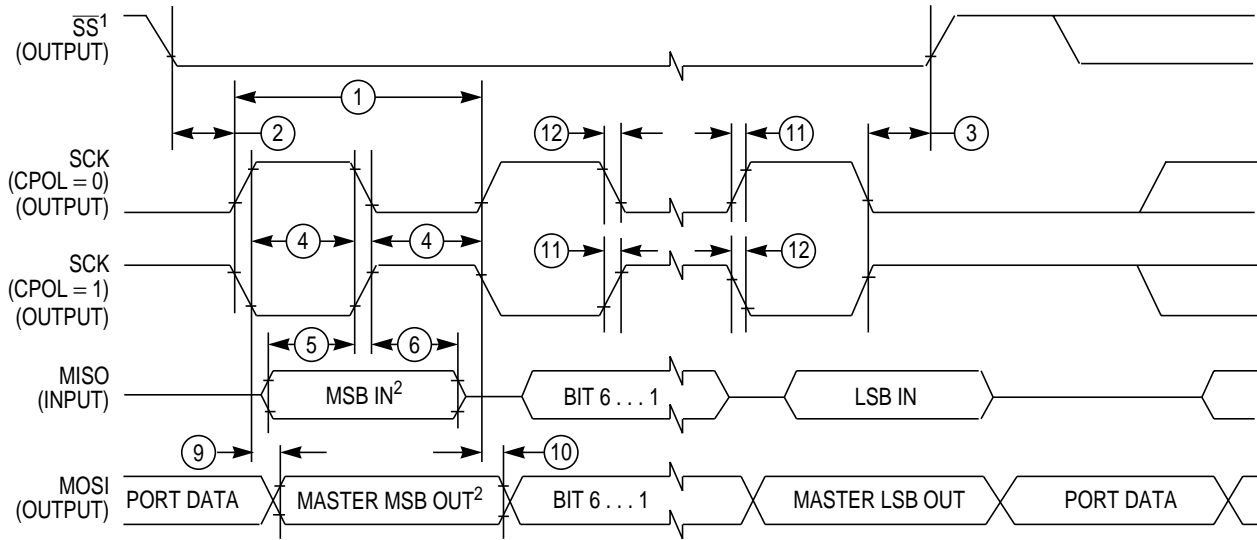 SS¹
(OUTPUT)
1
2
12
11
3
SCK
(CPOL = 0)
(OUTPUT)
4
4
11
12
SCK
(CPOL = 1)
(OUTPUT)
5
6
MISO
(INPUT)
MSB IN²
BIT 6 . . . 1
LSB IN
9
10
MOSI
(OUTPUT)
PORT DATA
MASTER MSB OUT²
BIT 6 . . . 1
MASTER LSB OUT
PORT DATA